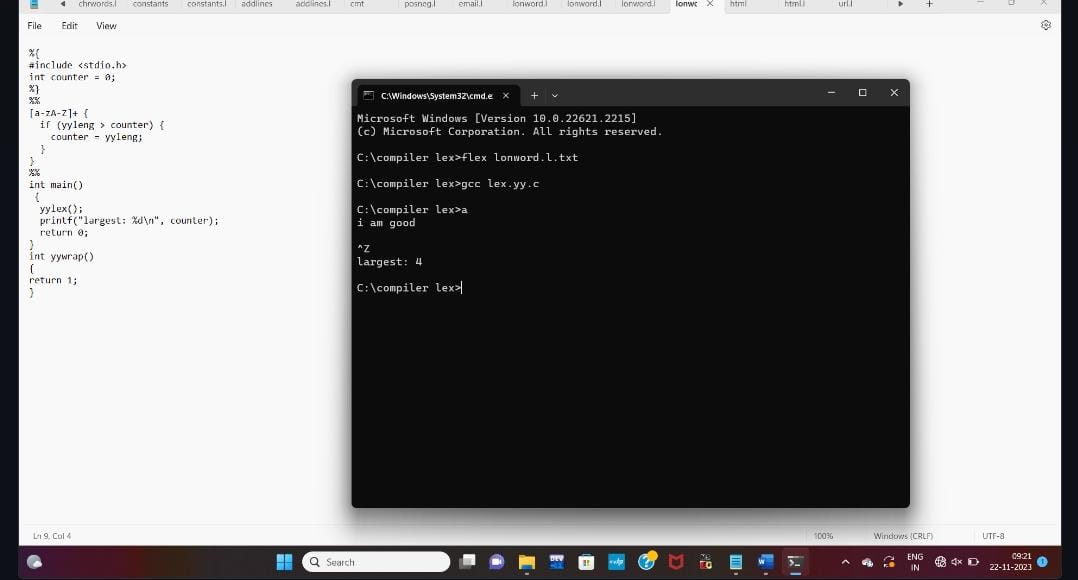 chrwords.l constants constants.l addlines addlines.l cmt posneg.l email.l lonword.l lonword.l lonword.l lonwc html html.l url.l
File Edit View
%{
#include <stdio.h>
int counter = 0;
%}
%%
[a-zA-Z]+ {
if (yyleng > counter) {
counter = yyleng;
}
}
%%
int main()
{
yylex();
printf("largest: %d\n", counter);
return 0;
}
int yywrap()
{
return 1;
}
C:\Windows\System32\cmd.e
Microsoft Windows [Version 10.0.22621.2215]
(c) Microsoft Corporation. All rights reserved.
C:\compiler lex>flex lonword.l.txt
C:\compiler lex>gcc lex.yy.c
C:\compiler lex>a
i am good
^Z
largest: 4
C:\compiler lex>
Ln 9, Col 4 100% Windows (CRLF) UTF-8
Search
DEV
hp
W
ENG
IN
09:21
22-11-2023